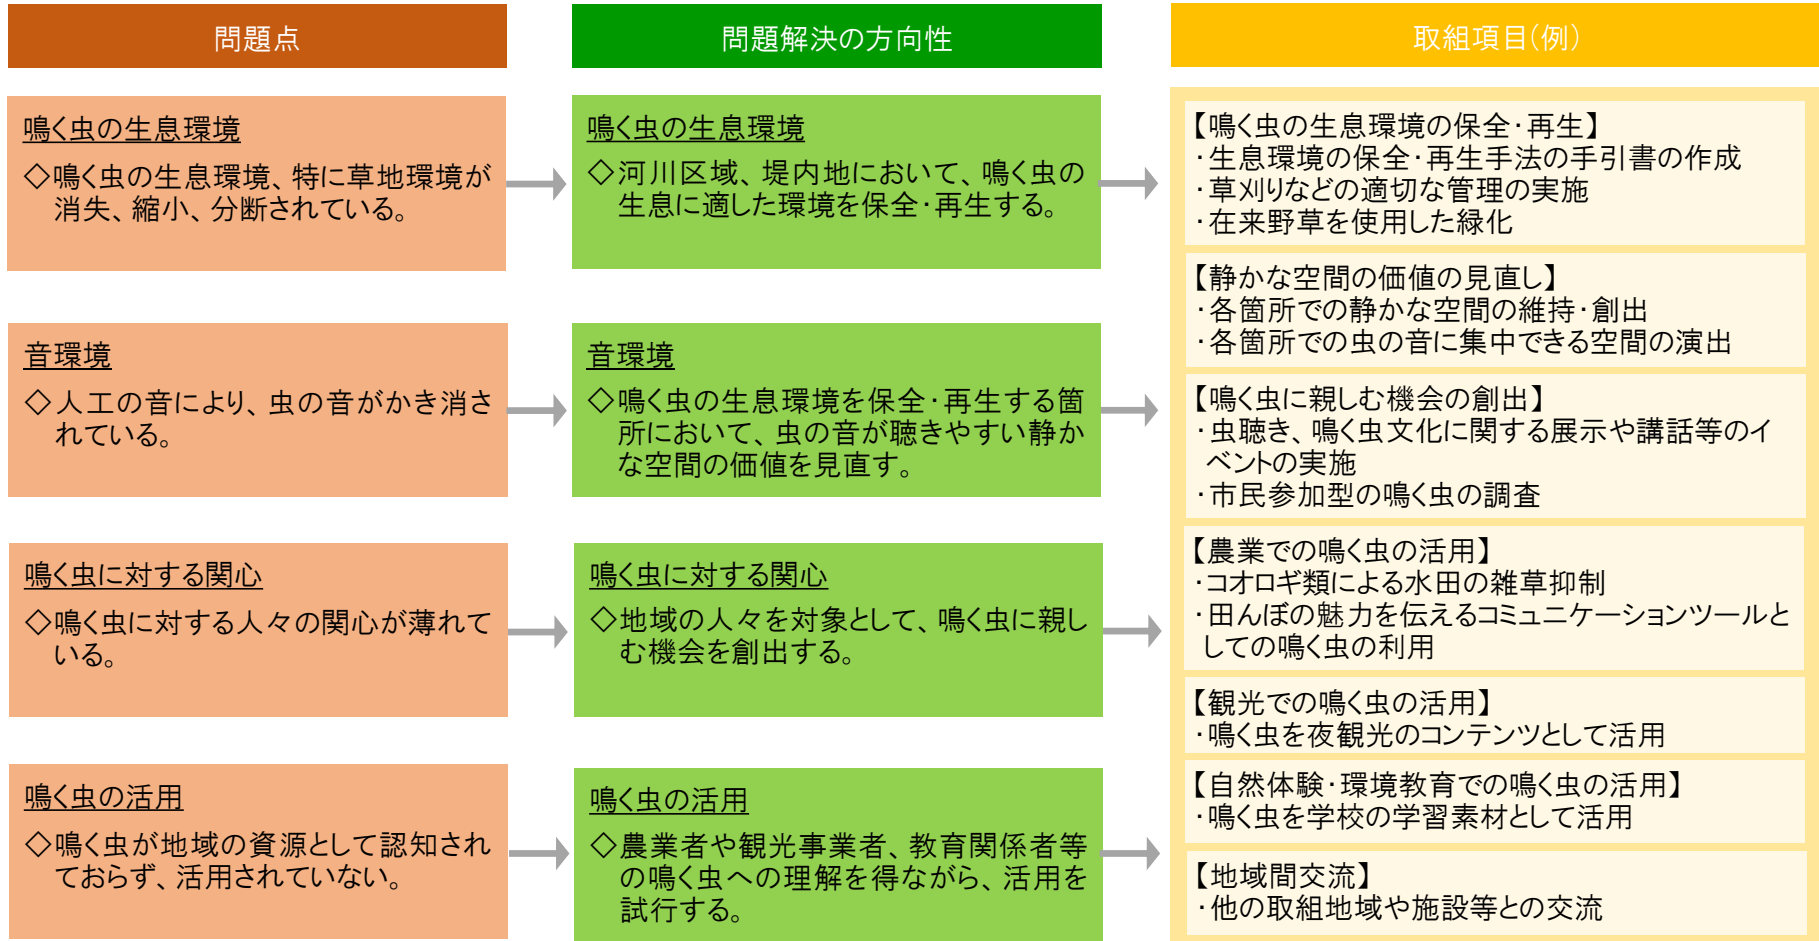 問題点
問題解決の方向性
取組項目(例)
鳴く虫の生息環境
◇鳴く虫の生息環境、特に草地環境が
消失、縮小、分断されている。
鳴く虫の生息環境
◇河川区域、堤内地において、鳴く虫の
生息に適した環境を保全・再生する。
音環境
◇人工の音により、虫の音がかき消さ
れている。
音環境
◇鳴く虫の生息環境を保全・再生する箇
所において、虫の音が聴きやすい静か
な空間の価値を見直す。
鳴く虫に対する関心
◇鳴く虫に対する人々の関心が薄れて
いる。
鳴く虫に対する関心
◇地域の人々を対象として、鳴く虫に親し
む機会を創出する。
鳴く虫の活用
◇鳴く虫が地域の資源として認知され
ておらず、活用されていない。
鳴く虫の活用
◇農業者や観光事業者、教育関係者等
の鳴く虫への理解を得ながら、活用を
試行する。
【鳴く虫の生息環境の保全・再生】
・生息環境の保全・再生手法の手引書の作成
・草刈りなどの適切な管理の実施
・在来野草を使用した緑化
【静かな空間の価値の見直し】
・各箇所での静かな空間の維持・創出
・各箇所での虫の音に集中できる空間の演出
【鳴く虫に親しむ機会の創出】
・虫聴き、鳴く虫文化に関する展示や講話等のイ
ベントの実施
・市民参加型の鳴く虫の調査
【農業での鳴く虫の活用】
・コオロギ類による水田の雑草抑制
・田んぼの魅力を伝えるコミュニケーションツールと
しての鳴く虫の利用
【観光での鳴く虫の活用】
・鳴く虫を夜観光のコンテンツとして活用
【自然体験・環境教育での鳴く虫の活用】
・鳴く虫を学校の学習素材として活用
【地域間交流】
・他の取組地域や施設等との交流